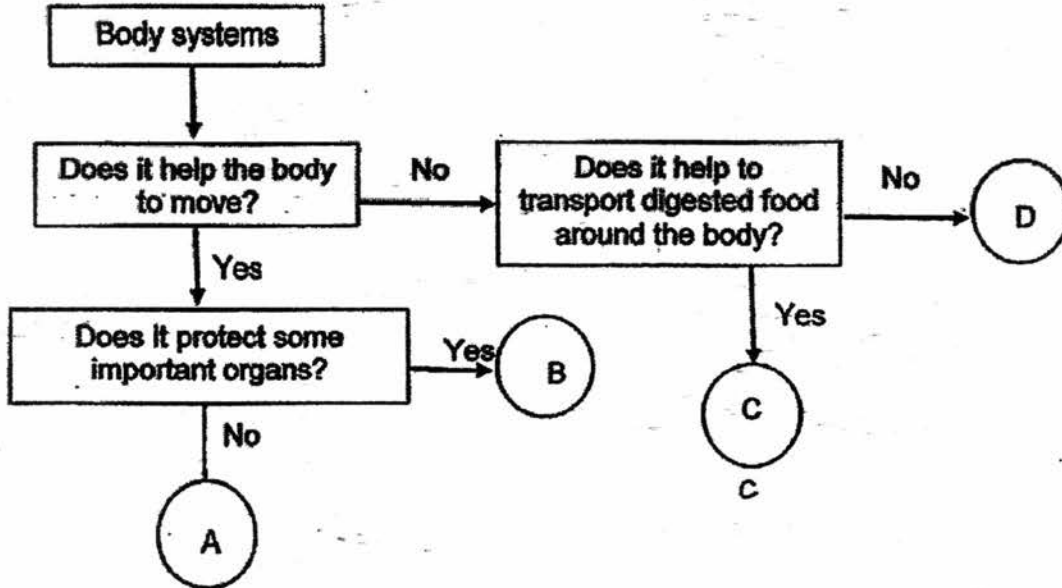 Body systems
Does it help the body
to move?
No
Does it help to
transport digested food
around the body?
No
D
Yes
Yes
Does it protect some
important organs?
Yes
B
C
No
C
A